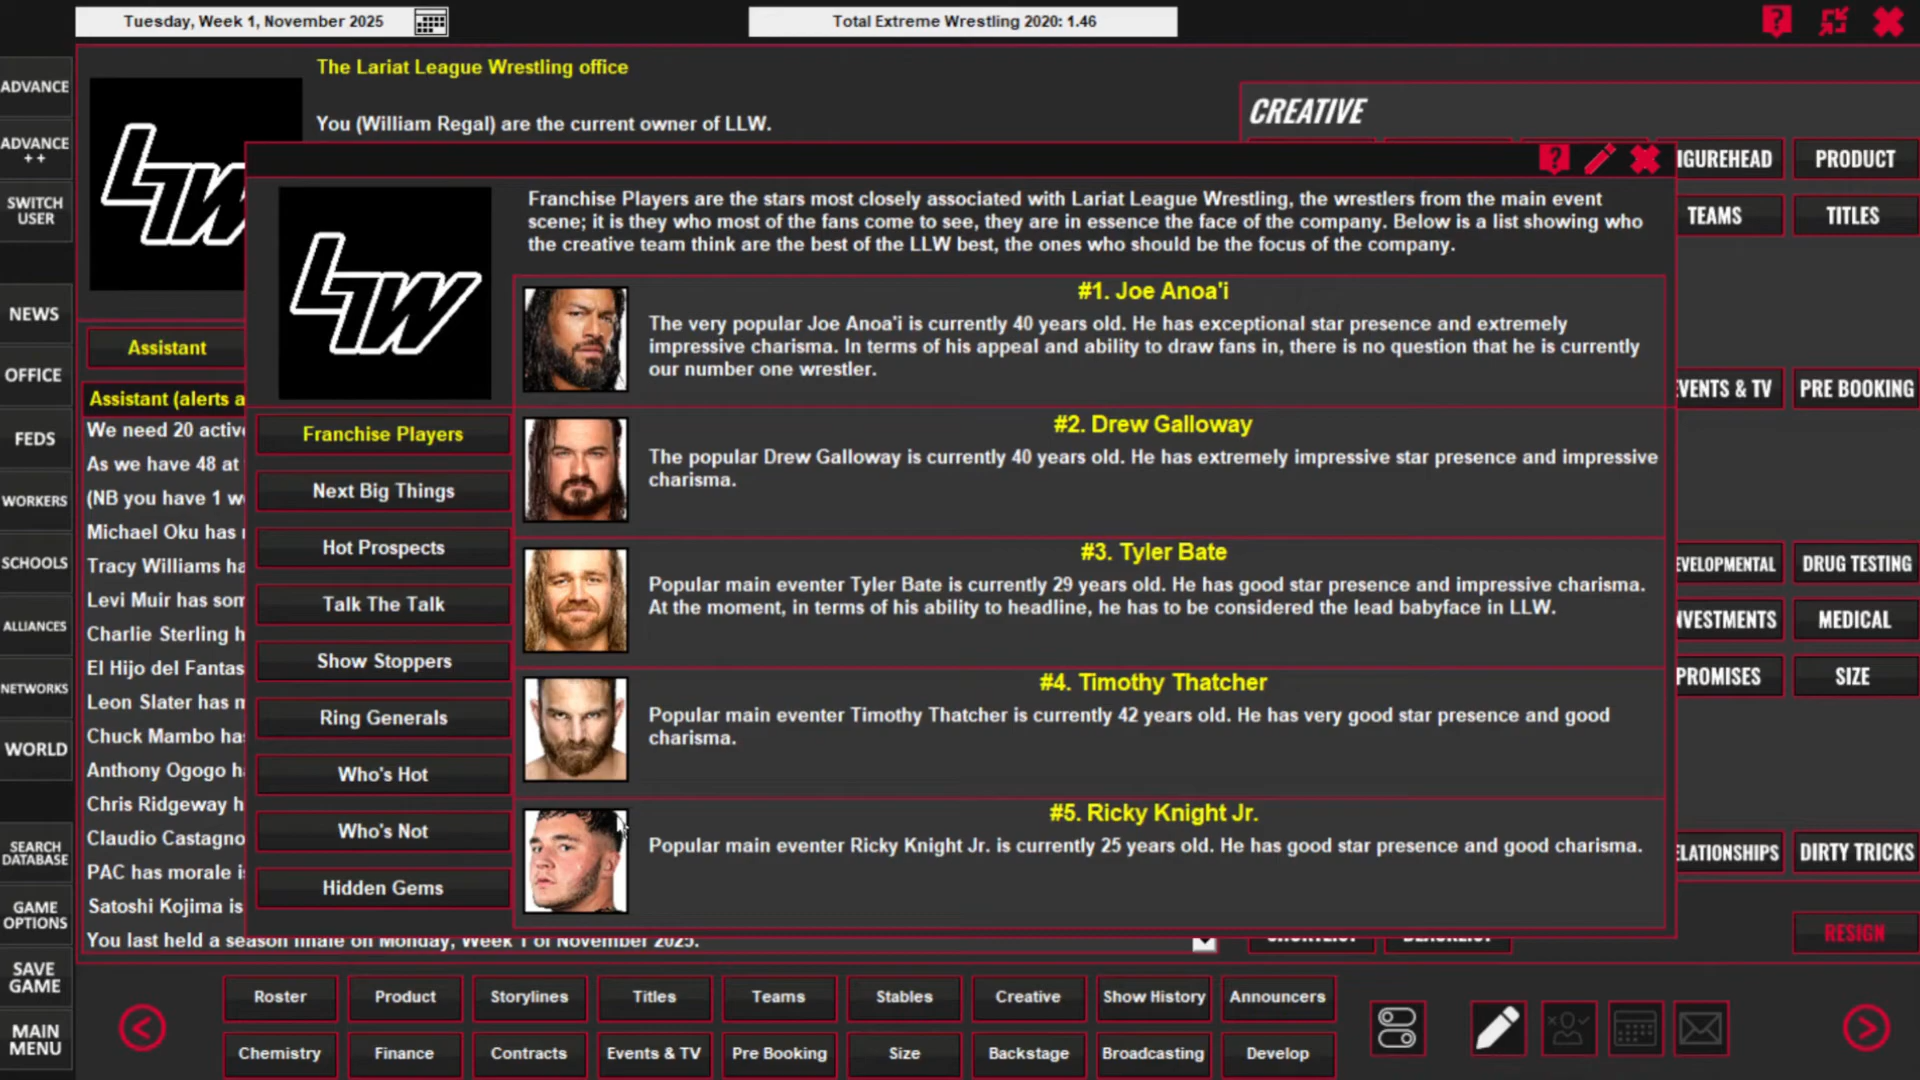 Tuesday, Week 1, November 2025
Total Extreme Wrestling 2020: 1.46
ADVANCE
ADVANCE
++
SWITCH
USER
NEWS
OFFICE
FEDS
WORKERS
SCHOOLS
ALLIANCES
NETWORKS
WORLD
SEARCH
DATABASE
GAME
OPTIONS
SAVE
GAME
MAIN
MENU
The Lariat League Wrestling office
You (William Regal) are the current owner of LLW.
LLW
Assistant
Assistant (alerts a
We need 20 active
As we have 48 at
(NB you have 1 w
Michael Oku has
Tracy Williams ha
Levi Muir has som
Charlie Sterling h
El Hijo del Fantas
Leon Slater has m
Chuck Mambo ha
Anthony Ogogo h
Chris Ridgeway h
Claudio Castagno
PAC has morale i
Satoshi Kojima is
You last held a season finale on Monday, Week 1 of November 2025.
LLW
Franchise Players
Next Big Things
Hot Prospects
Talk The Talk
Show Stoppers
Ring Generals
Who's Hot
Who's Not
Hidden Gems
Franchise Players are the stars most closely associated with Lariat League Wrestling, the wrestlers from the main event
scene; it is they who most of the fans come to see, they are in essence the face of the company. Below is a list showing who
the creative team think are the best of the LLW best, the ones who should be the focus of the company.
#1. Joe Anoa'i
The very popular Joe Anoa'i is currently 40 years old. He has exceptional star presence and extremely
impressive charisma. In terms of his appeal and ability to draw fans in, there is no question that he is currently
our number one wrestler.
#2. Drew Galloway
The popular Drew Galloway is currently 40 years old. He has extremely impressive star presence and impressive
charisma.
#3. Tyler Bate
Popular main eventer Tyler Bate is currently 29 years old. He has good star presence and impressive charisma.
At the moment, in terms of his ability to headline, he has to be considered the lead babyface in LLW.
#4. Timothy Thatcher
Popular main eventer Timothy Thatcher is currently 42 years old. He has very good star presence and good
charisma.
#5. Ricky Knight Jr.
Popular main eventer Ricky Knight Jr. is currently 25 years old. He has good star presence and good charisma.
CREATIVE
IGUREHEAD
PRODUCT
TEAMS
TITLES
EVENTS & TV
PRE BOOKING
EVELOPMENTAL
DRUG TESTING
NVESTMENTS
MEDICAL
PROMISES
SIZE
ELATIONSHIPS
DIRTY TRICKS
SHORTLIST
BLACKLIST
RESIGN
Roster
Product
Storylines
Titles
Teams
Stables
Creative
Show History
Announcers
Chemistry
Finance
Contracts
Events & TV
Pre Booking
Size
Backstage
Broadcasting
Develop